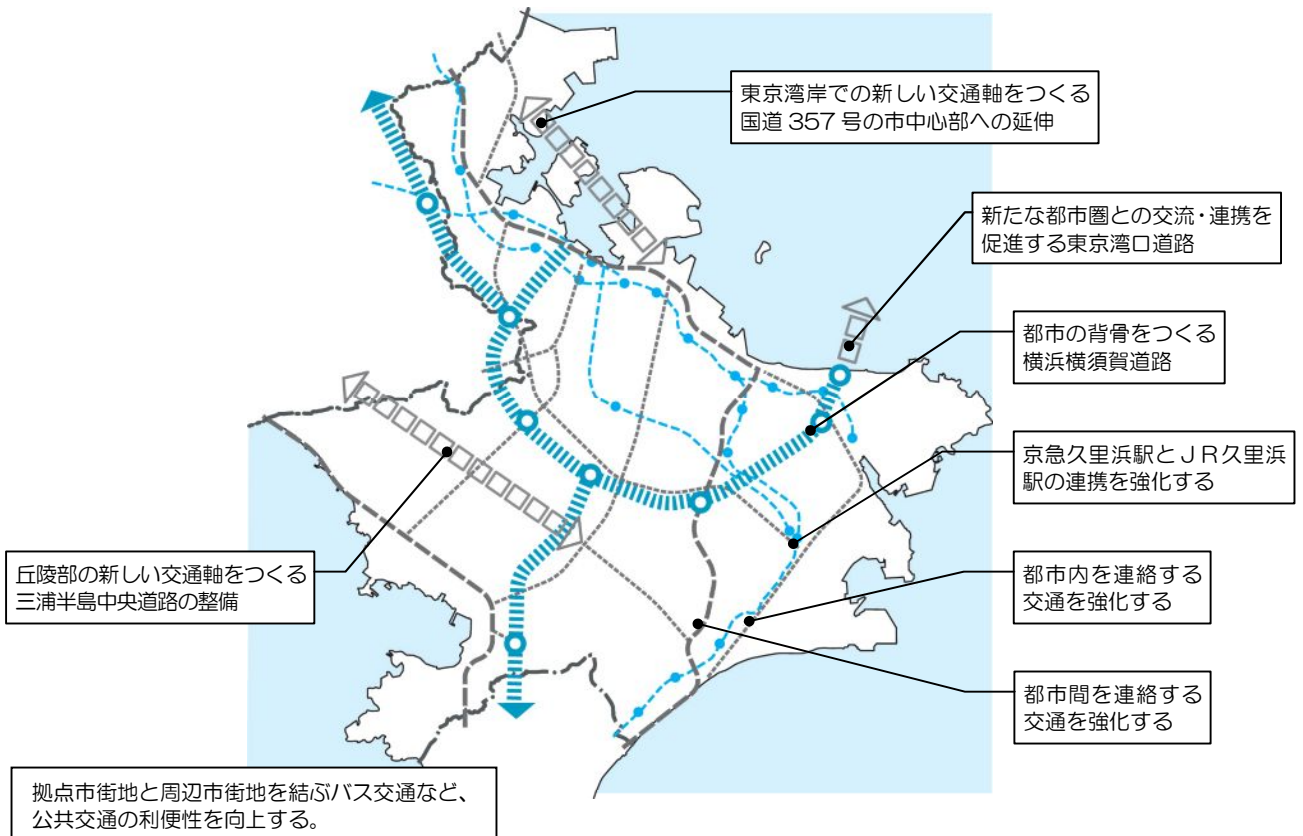 東京湾岸での新しい交通軸をつくる
国道 357 号の市中心部への延伸
新たな都市圏との交流・連携を
促進する東京湾口道路
都市の背骨をつくる
横浜横須賀道路
京急久里浜駅とＪＲ久里浜
駅の連携を強化する
丘陵部の新しい交通軸をつくる
三浦半島中央道路の整備
都市内を連絡する
交通を強化する
都市間を連絡する
交通を強化する
拠点市街地と周辺市街地を結ぶバス交通など、
公共交通の利便性を向上する。